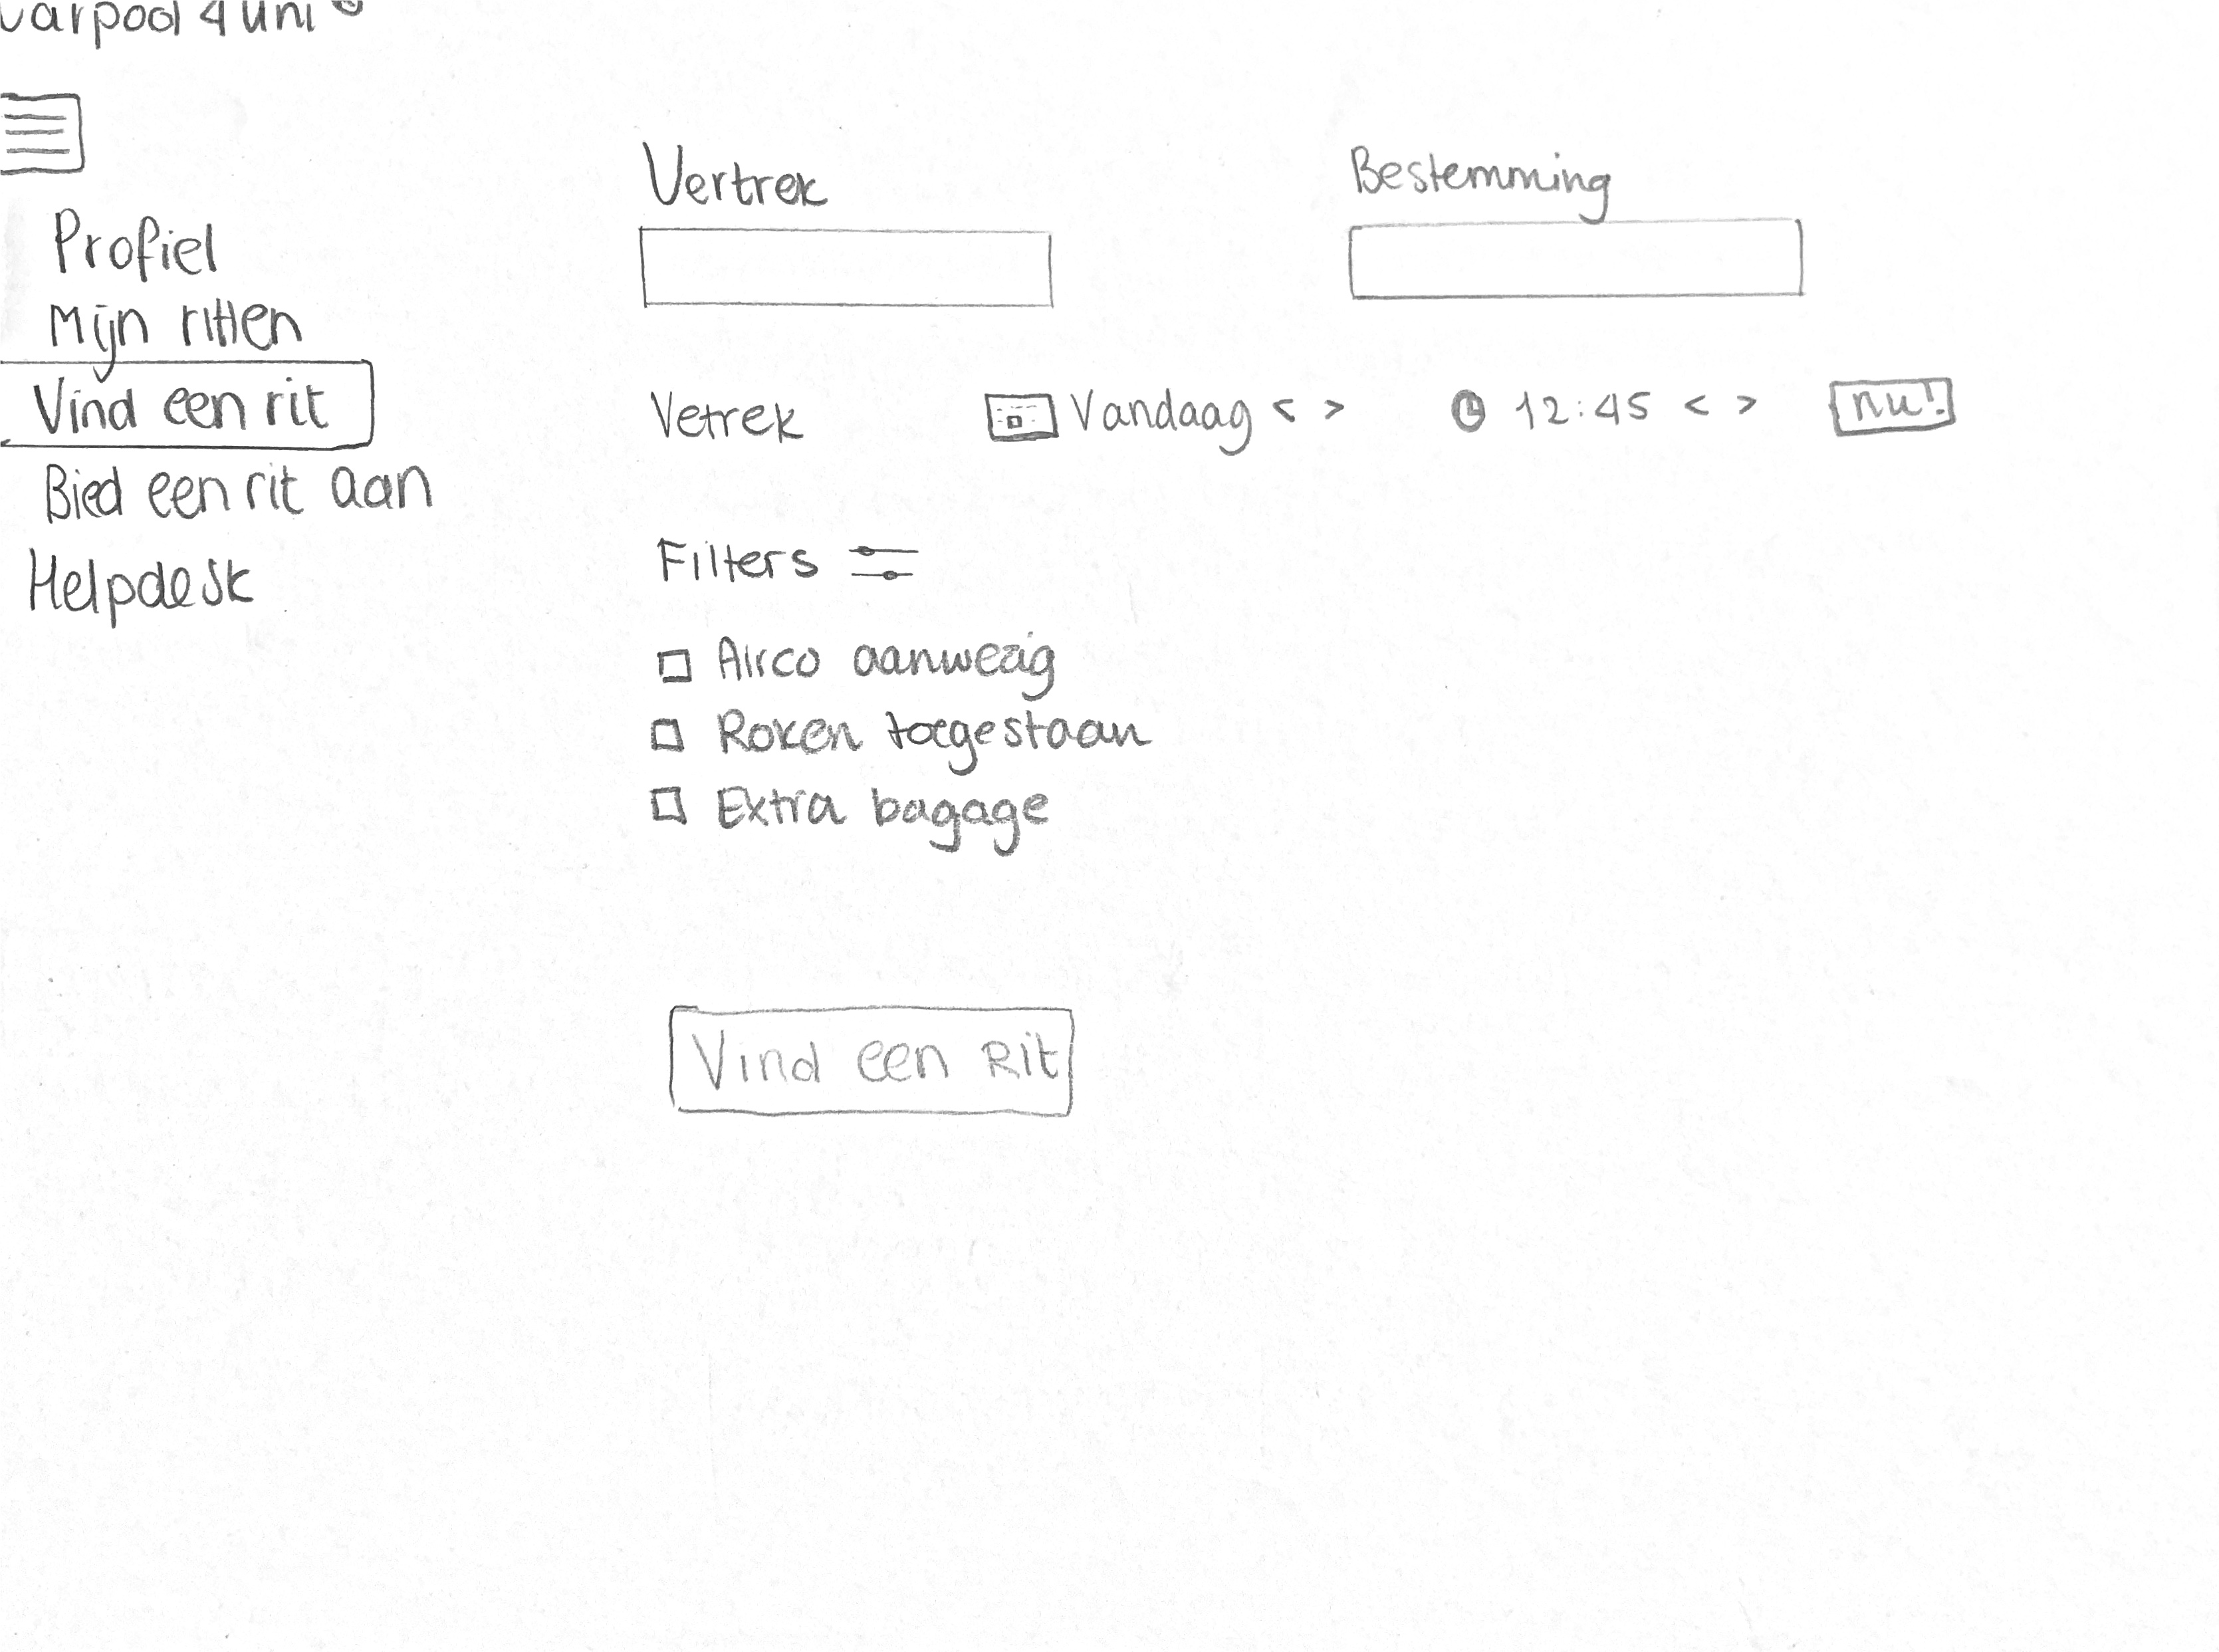 Carpool 4 uni
Profiel
Mijn ritten
Vind een rit
Bied een rit aan
Helpdesk
Vertrek
Bestemming
Vetrek
Vandaag < >
12:45 < >
nu!
Filters
Airco aanwezig
Roken toegestaan
Extra bagage
Vind een Rit